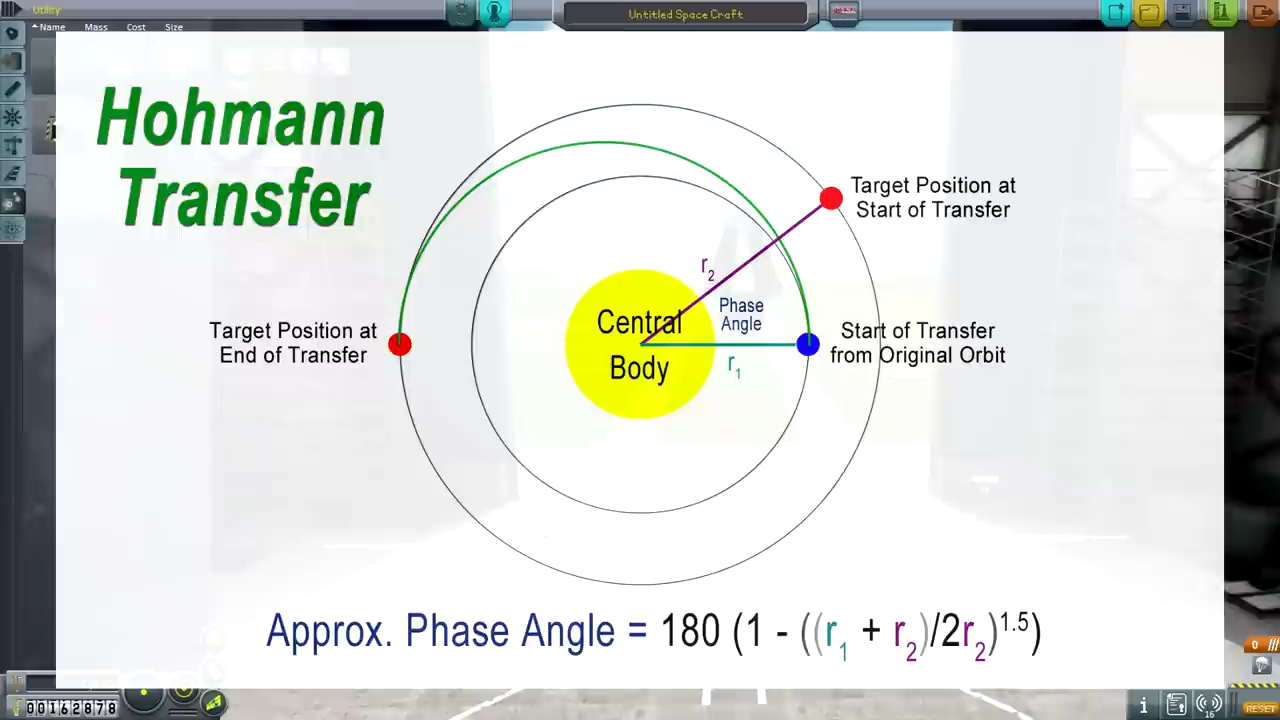 Utility
Untitled Space Craft
Name Mass Cost Size
Hohmann
Transfer
Target Position at
Start of Transfer
r2
Phase
Angle
Central
Body
r1
Target Position at
End of Transfer
Start of Transfer
from Original Orbit
Approx. Phase Angle = 180 (1 - ((r1 + r2)/2r2)1.5)
0
00162878
16
RESET